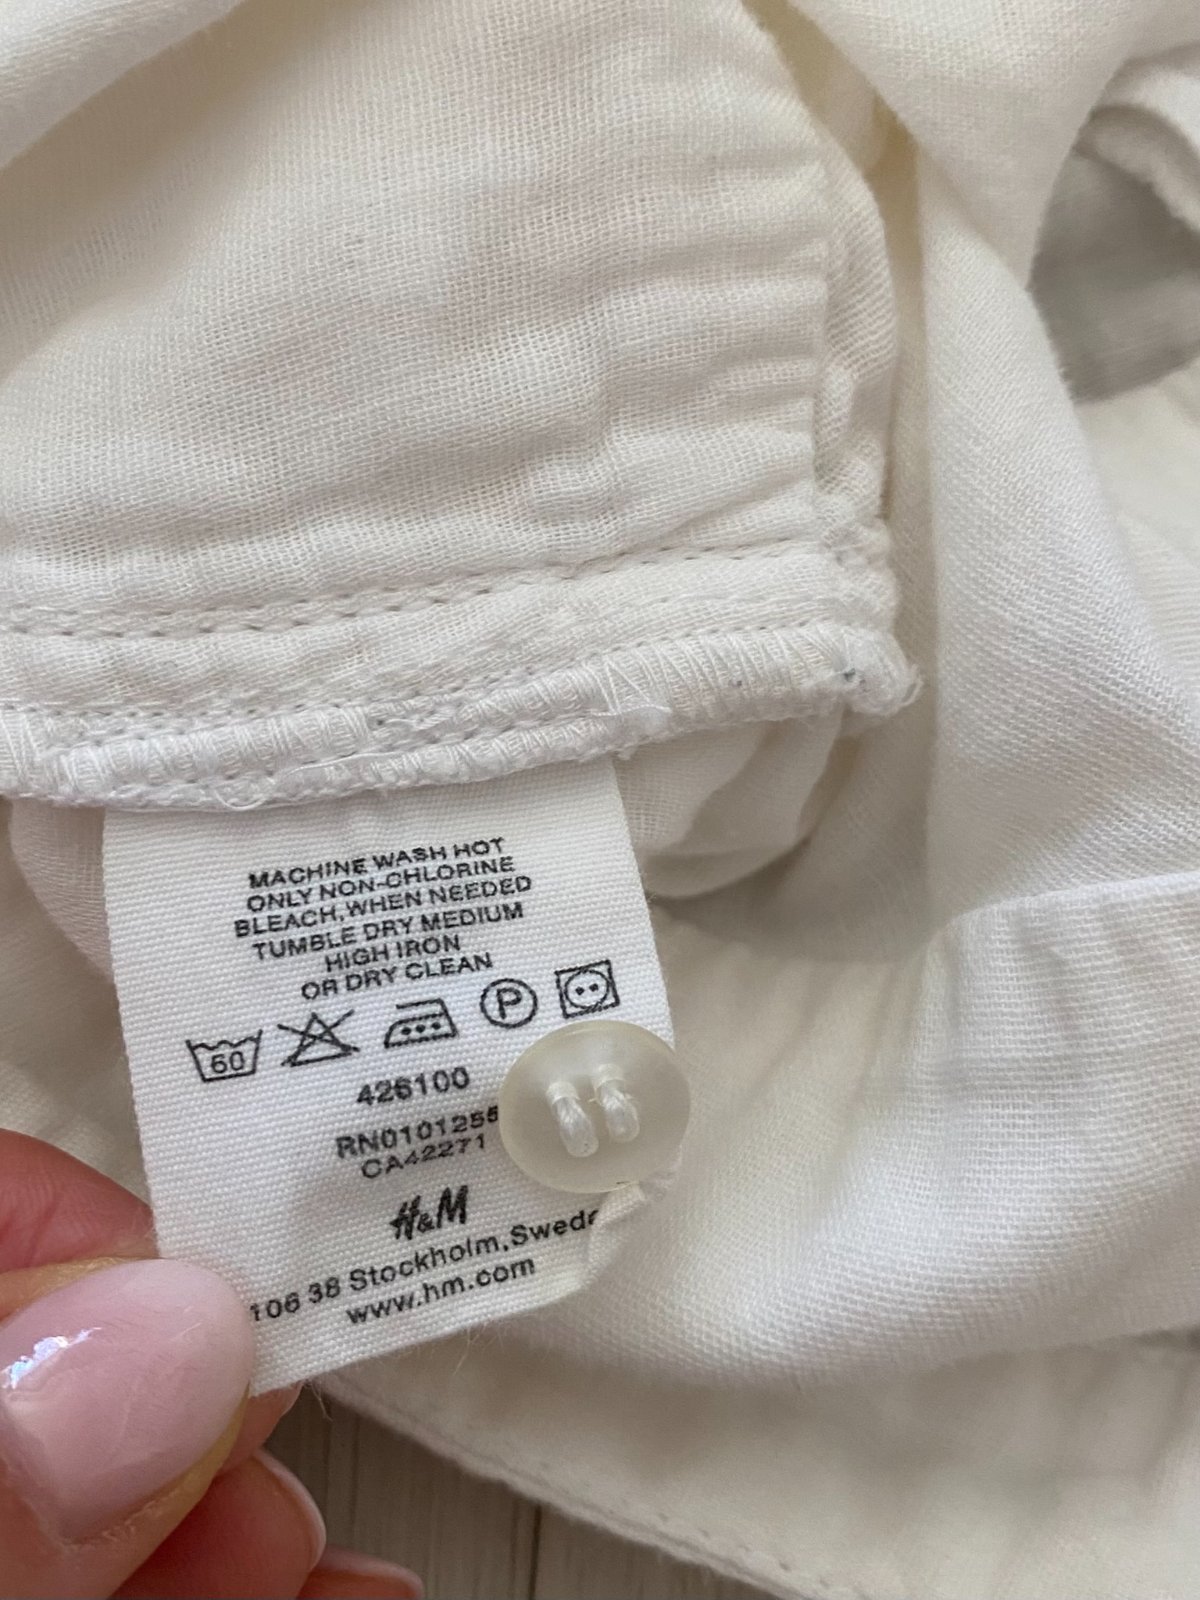 MACHINE WASH HOT
ONLY NON-CHLORINE
BLEACH,WHEN NEEDED
TUMBLE DRY MEDIUM
HIGH IRON
OR DRY CLEAN
60 P
426100
RN0101255
CA42271
H&M
106 38 Stockholm,
www.hm.com